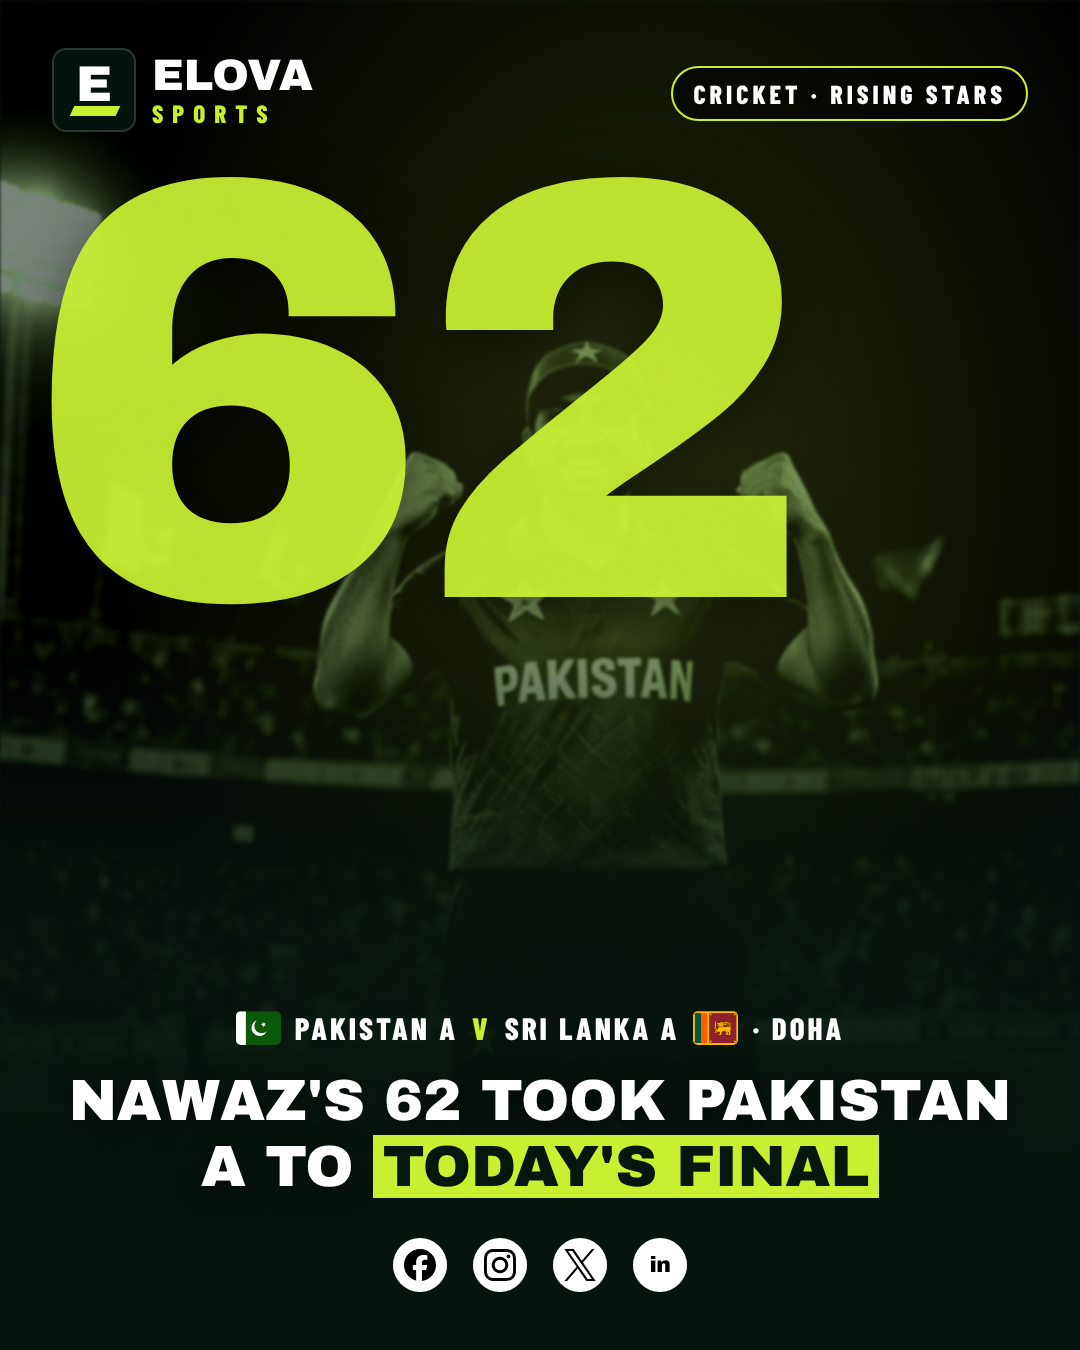 E
ELOVA
SPORTS
CRICKET · RISING STARS
62
PAKISTAN
PAKISTAN A V SRI LANKA A · DOHA
NAWAZ'S 62 TOOK PAKISTAN
A TO TODAY'S FINAL
in